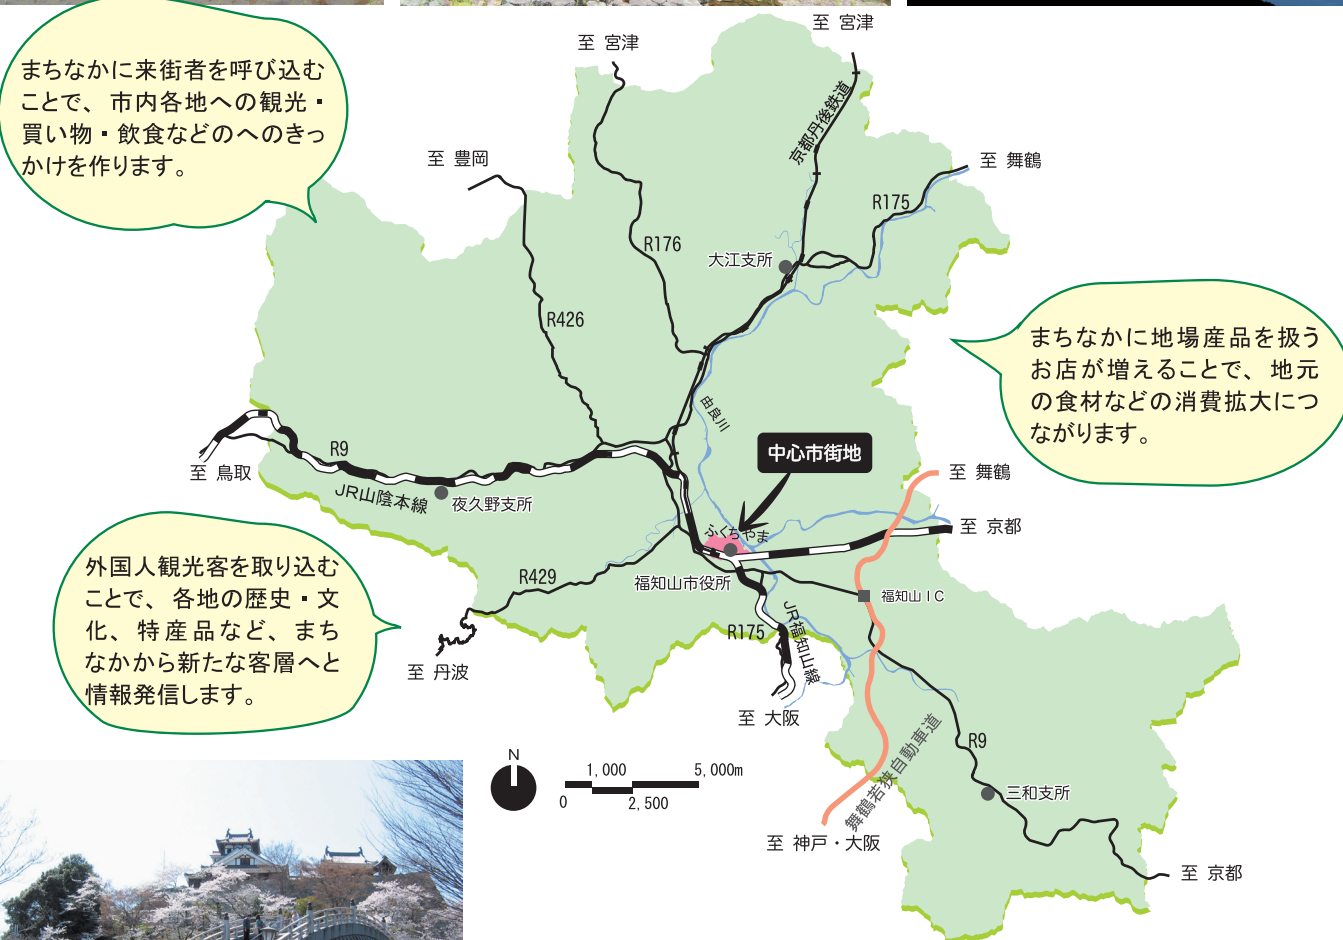 まちなかに来街者を呼び込む
ことで、市内各地への観光・
買い物・飲食などのへのきっ
かけを作ります。
至 宮津
至 宮津
京都丹後鉄道
至 豊岡
至 舞鶴
R175
R176
大江支所
R426
まちなかに地場産品を扱う
お店が増えることで、地元
の食材などの消費拡大につ
ながります。
由良川
中心市街地
R9
至 鳥取
JR山陰本線
夜久野支所
至 舞鶴
至 京都
ふくちやま
外国人観光客を取り込む
ことで、各地の歴史・文
化、特産品など、まち
なかから新たな客層へと
情報発信します。
R429
福知山市役所
福知山IC
R175
JR福知山線
至 丹波
至 大阪
舞鶴若狭自動車道
R9
三和支所
至 神戸・大阪
至 京都
N
1,000
5,000m
0
2,500